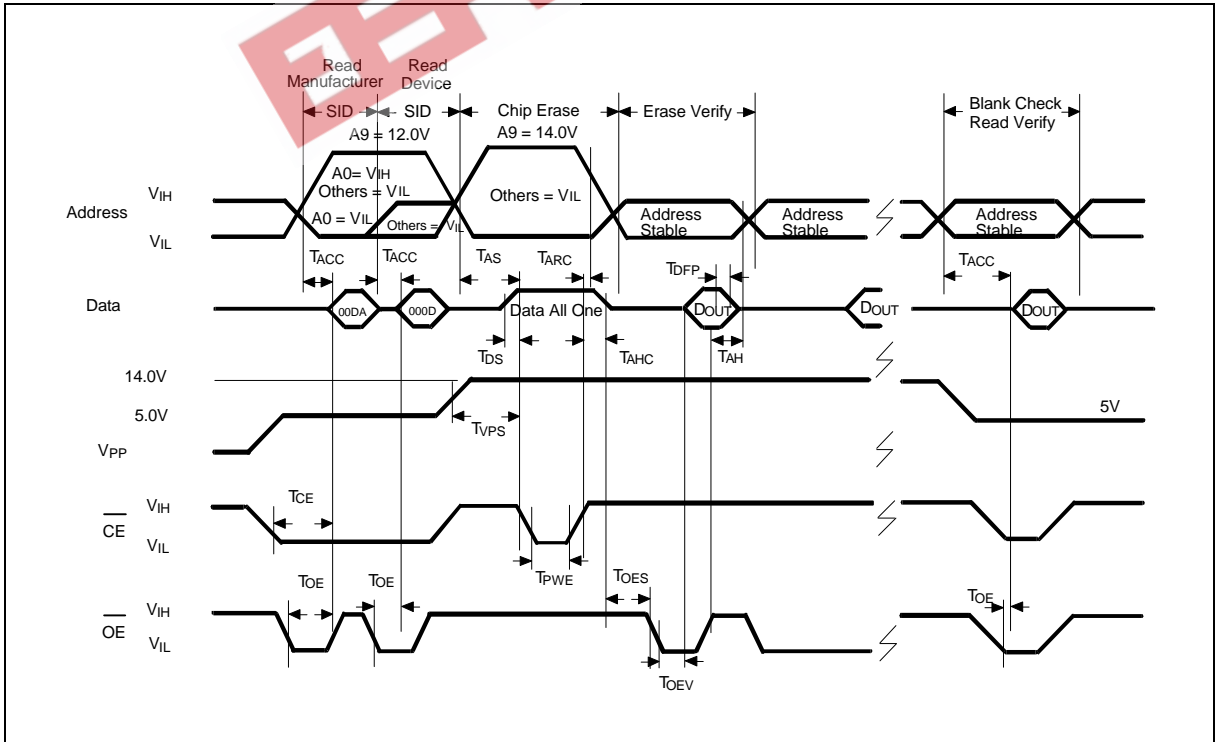 Read
Manufacturer
SID
Read
Device
SID
Chip Erase
Erase Verify
Blank Check
Read Verify
A9 = 12.0V
A9 = 14.0V
A0= VIH
Others = VIL
Others = VIL
A0 = VIL
Others = VIL
Address
VIH
VIL
Address
Stable
Address
Stable
Address
Stable
TACC
TACC
TAS
TARC
TDFP
TACC
Data
00DA
000D
Data All One
DOUT
DOUT
DOUT
TDS
TAHC
TAH
14.0V
5.0V
VPP
TVPS
5V
CE
VIH
VIL
TCE
TPWE
OE
VIH
VIL
TOE
TOE
TOES
TOEV
TOE